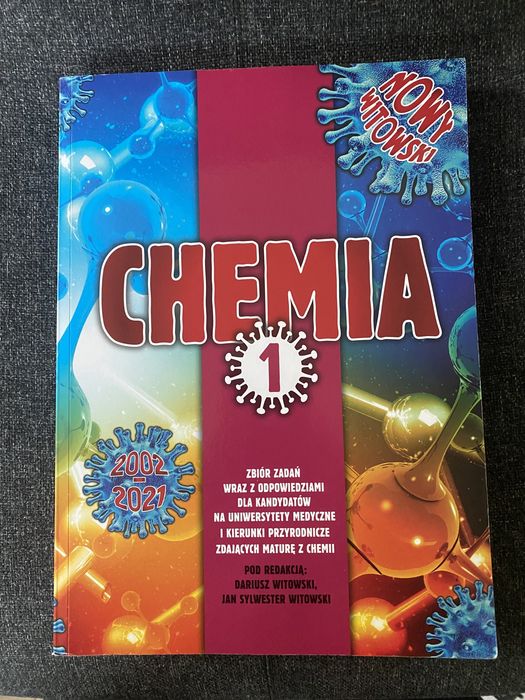 NOWY
WITOWSKI
CHEMIA
1
2002
2021
ZBIÓR ZADAŃ
WRAZ Z ODPOWIEDZIAMI
DLA KANDYDATÓW
NA UNIWERSYTETY MEDYCZNE
I KIERUNKI PRZYRODNICZE
ZDAJĄCYCH MATURĘ Z CHEMII
POD REDAKCJĄ:
DARIUSZ WITOWSKI,
JAN SYLWESTER WITOWSKI